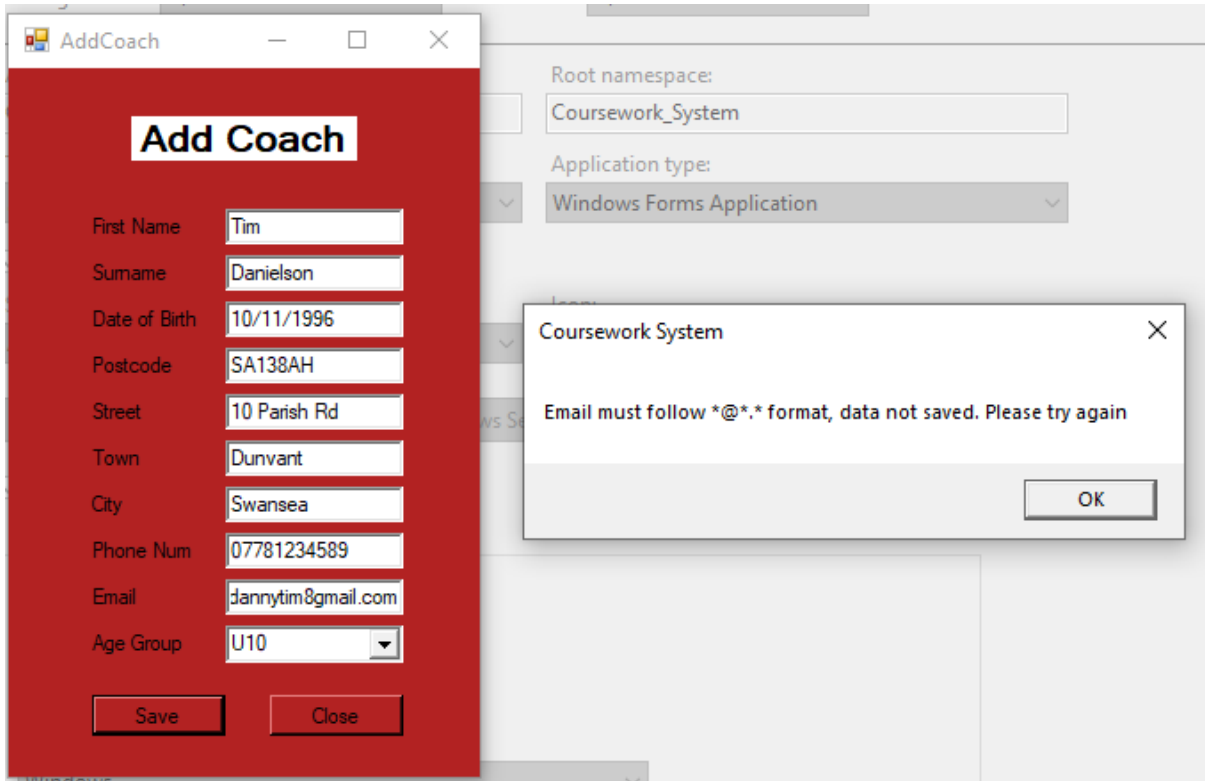 AddCoach
Add Coach
First Name Tim
Surname Danielson
Date of Birth 10/11/1996
Postcode SA138AH
Street 10 Parish Rd
Town Dunvant
City Swansea
Phone Num 07781234589
Email dannytim8gmail.com
Age Group U10
Save Close
Root namespace:
Coursework_System
Application type:
Windows Forms Application
Coursework System
Email must follow *@*.* format, data not saved. Please try again
OK